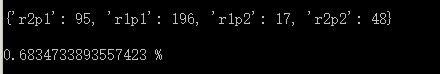 {'r2p1': 95, 'r1p1': 196, 'r1p2': 17, 'r2p2': 48}
0.6834733893557423 %